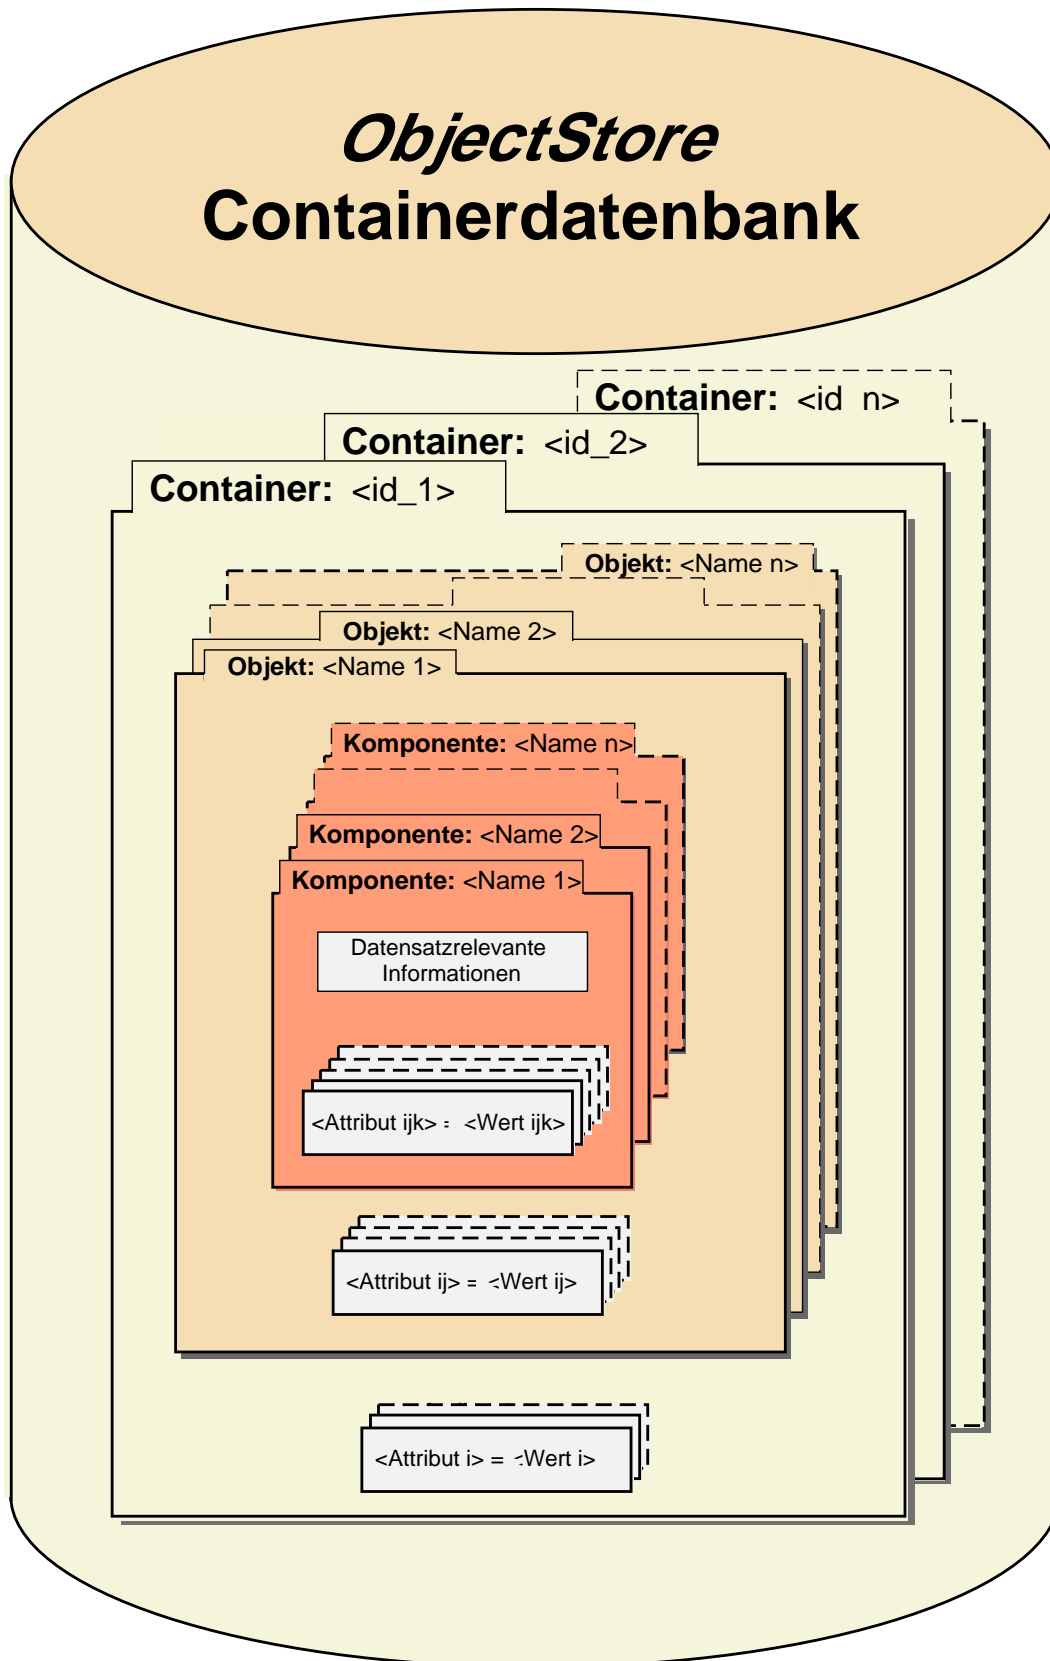 ObjectStore
Containerdatenbank
Container: <id n>
Container: <id_2>
Container: <id_1>
Objekt: <Name n>
Objekt: <Name 2>
Objekt: <Name 1>
Komponente: <Name n>
Komponente: <Name 2>
Komponente: <Name 1>
Datensatzrelevante
Informationen
<Attribut ijk> = <Wert ijk>
<Attribut ij> = <Wert ij>
<Attribut i> = <Wert i>